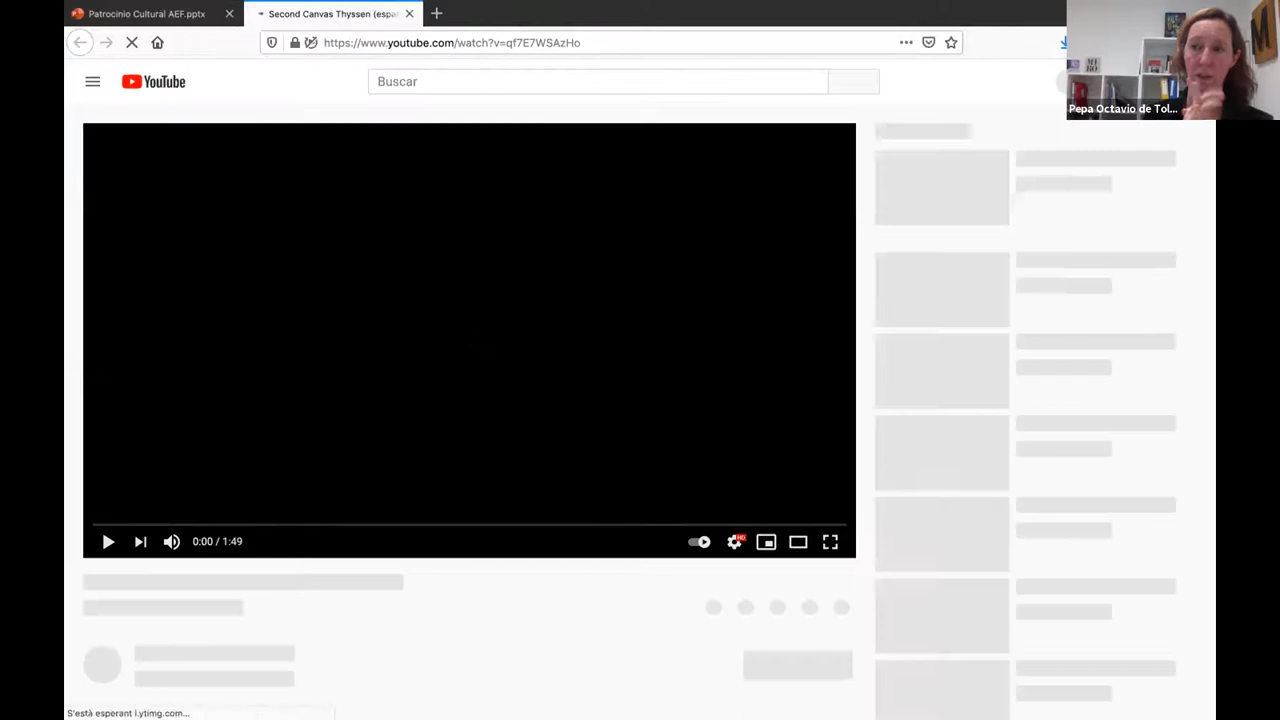 Patrocinio Cultural AEF.pptx
Second Canvas Thyssen (espa
https://www.youtube.com/watch?v=qf7E7WSAzHo
YouTube
Buscar
Pepa Octavio de Tol...
0:00 / 1:49
HD
S'està esperant i.ytimg.com...